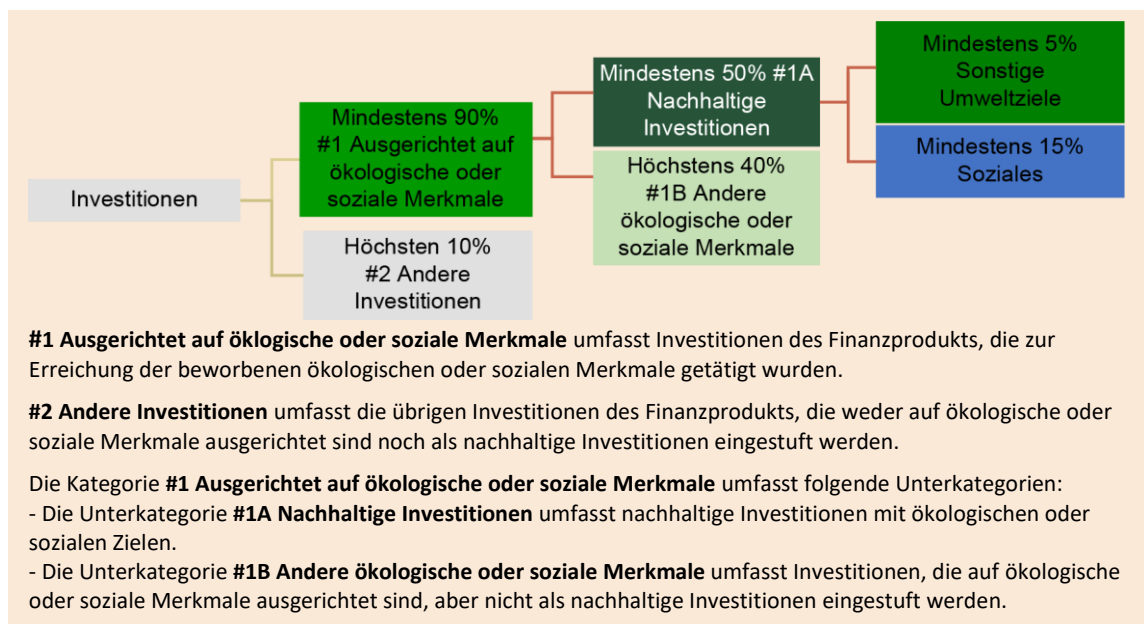 Investitionen
Mindestens 90%
#1 Ausgerichtet auf
ökologische oder
soziale Merkmale
Höchsten 10%
#2 Andere
Investitionen
Mindestens 50% #1A
Nachhaltige
Investitionen
Höchstens 40%
#1B Andere
ökologische oder
soziale Merkmale
Mindestens 5%
Sonstige
Umweltziele
Mindestens 15%
Soziales
#1 Ausgerichtet auf öklogische oder soziale Merkmale umfasst Investitionen des Finanzprodukts, die zur
Erreichung der beworbenen ökologischen oder sozialen Merkmale getätigt wurden.
#2 Andere Investitionen umfasst die übrigen Investitionen des Finanzprodukts, die weder auf ökologische oder
soziale Merkmale ausgerichtet sind noch als nachhaltige Investitionen eingestuft werden.
Die Kategorie #1 Ausgerichtet auf ökologische oder soziale Merkmale umfasst folgende Unterkategorien:
- Die Unterkategorie #1A Nachhaltige Investitionen umfasst nachhaltige Investitionen mit ökologischen oder
sozialen Zielen.
- Die Unterkategorie #1B Andere ökologische oder soziale Merkmale umfasst Investitionen, die auf ökologische
oder soziale Merkmale ausgerichtet sind, aber nicht als nachhaltige Investitionen eingestuft werden.